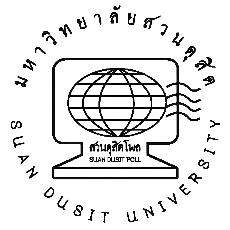 มหาวิทยาลัยสวนดุสิต
สวนดุสิตโพล
SUAN DUSIT POLL
SUAN DUSIT UNIVERSITY